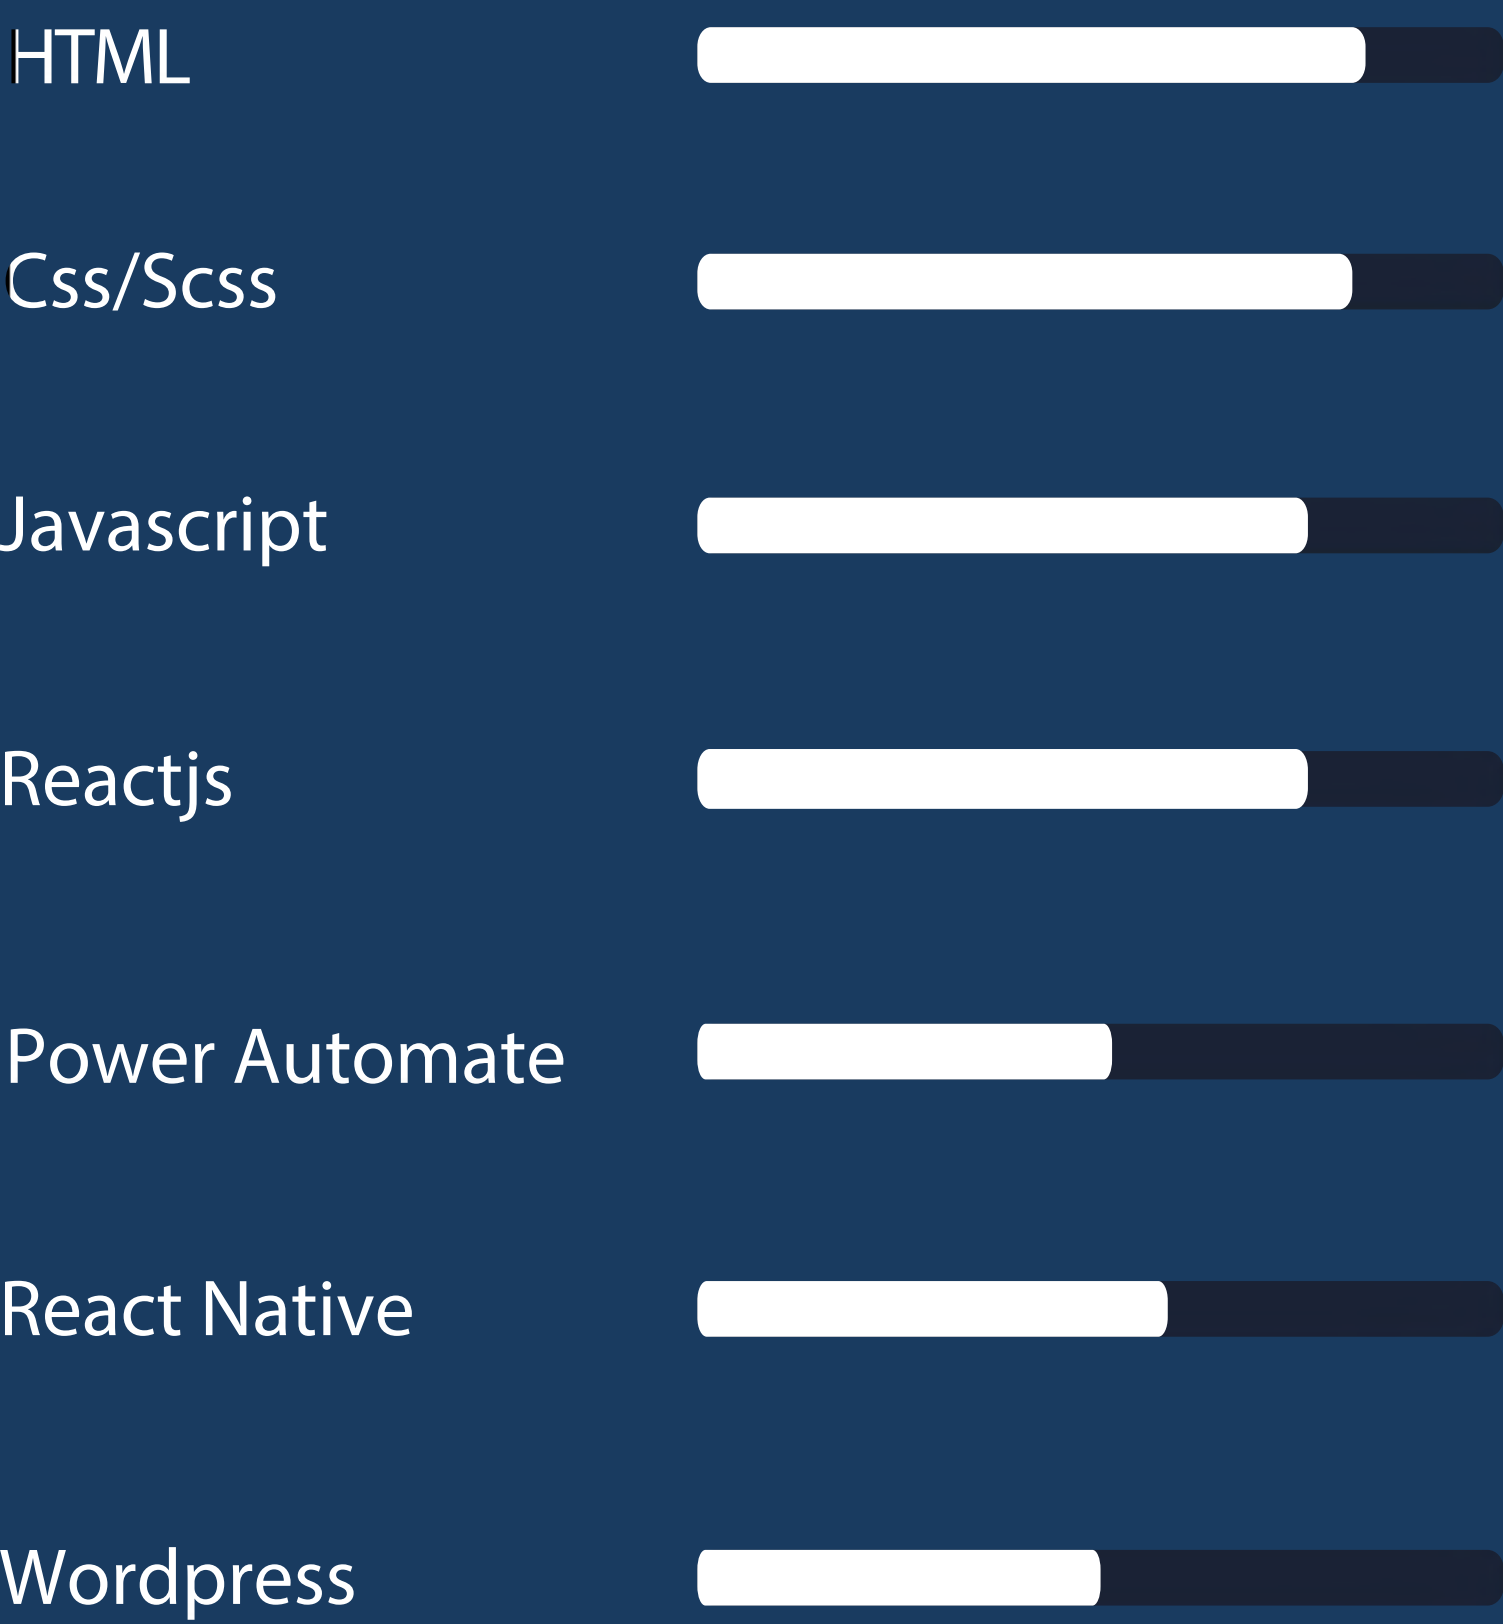 HTML
Css/Scss
Javascript
Reactjs
Power Automate
React Native
Wordpress